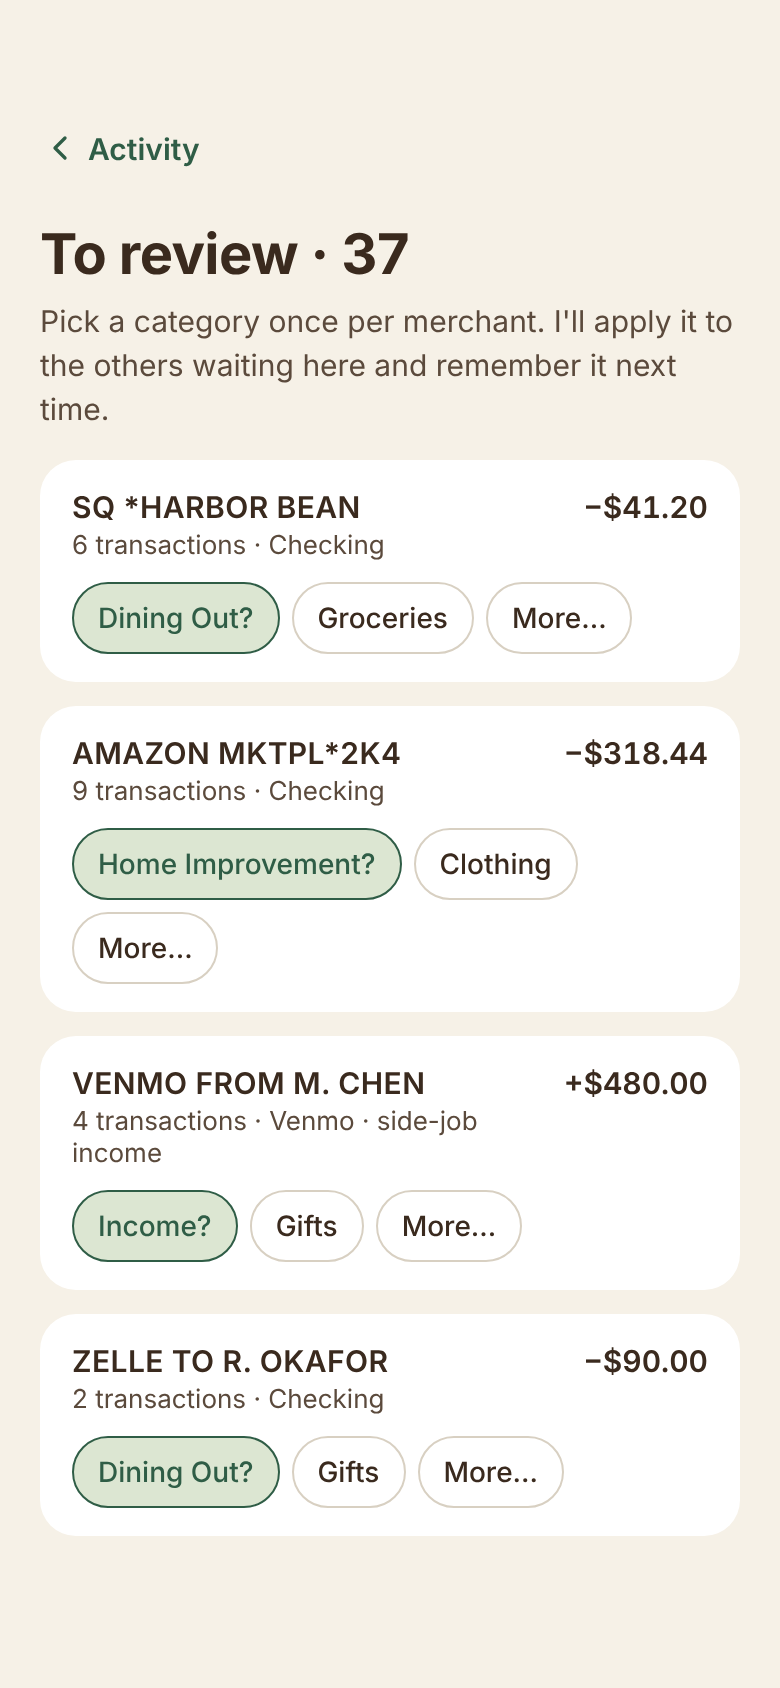 Activity
To review · 37
Pick a category once per merchant. I'll apply it to
the others waiting here and remember it next
time.
SQ *HARBOR BEAN −$41.20
6 transactions · Checking
Dining Out? Groceries More...
AMAZON MKTPL*2K4 −$318.44
9 transactions · Checking
Home Improvement? Clothing
More...
VENMO FROM M. CHEN +$480.00
4 transactions · Venmo · side-job
income
Income? Gifts More...
ZELLE TO R. OKAFOR −$90.00
2 transactions · Checking
Dining Out? Gifts More...